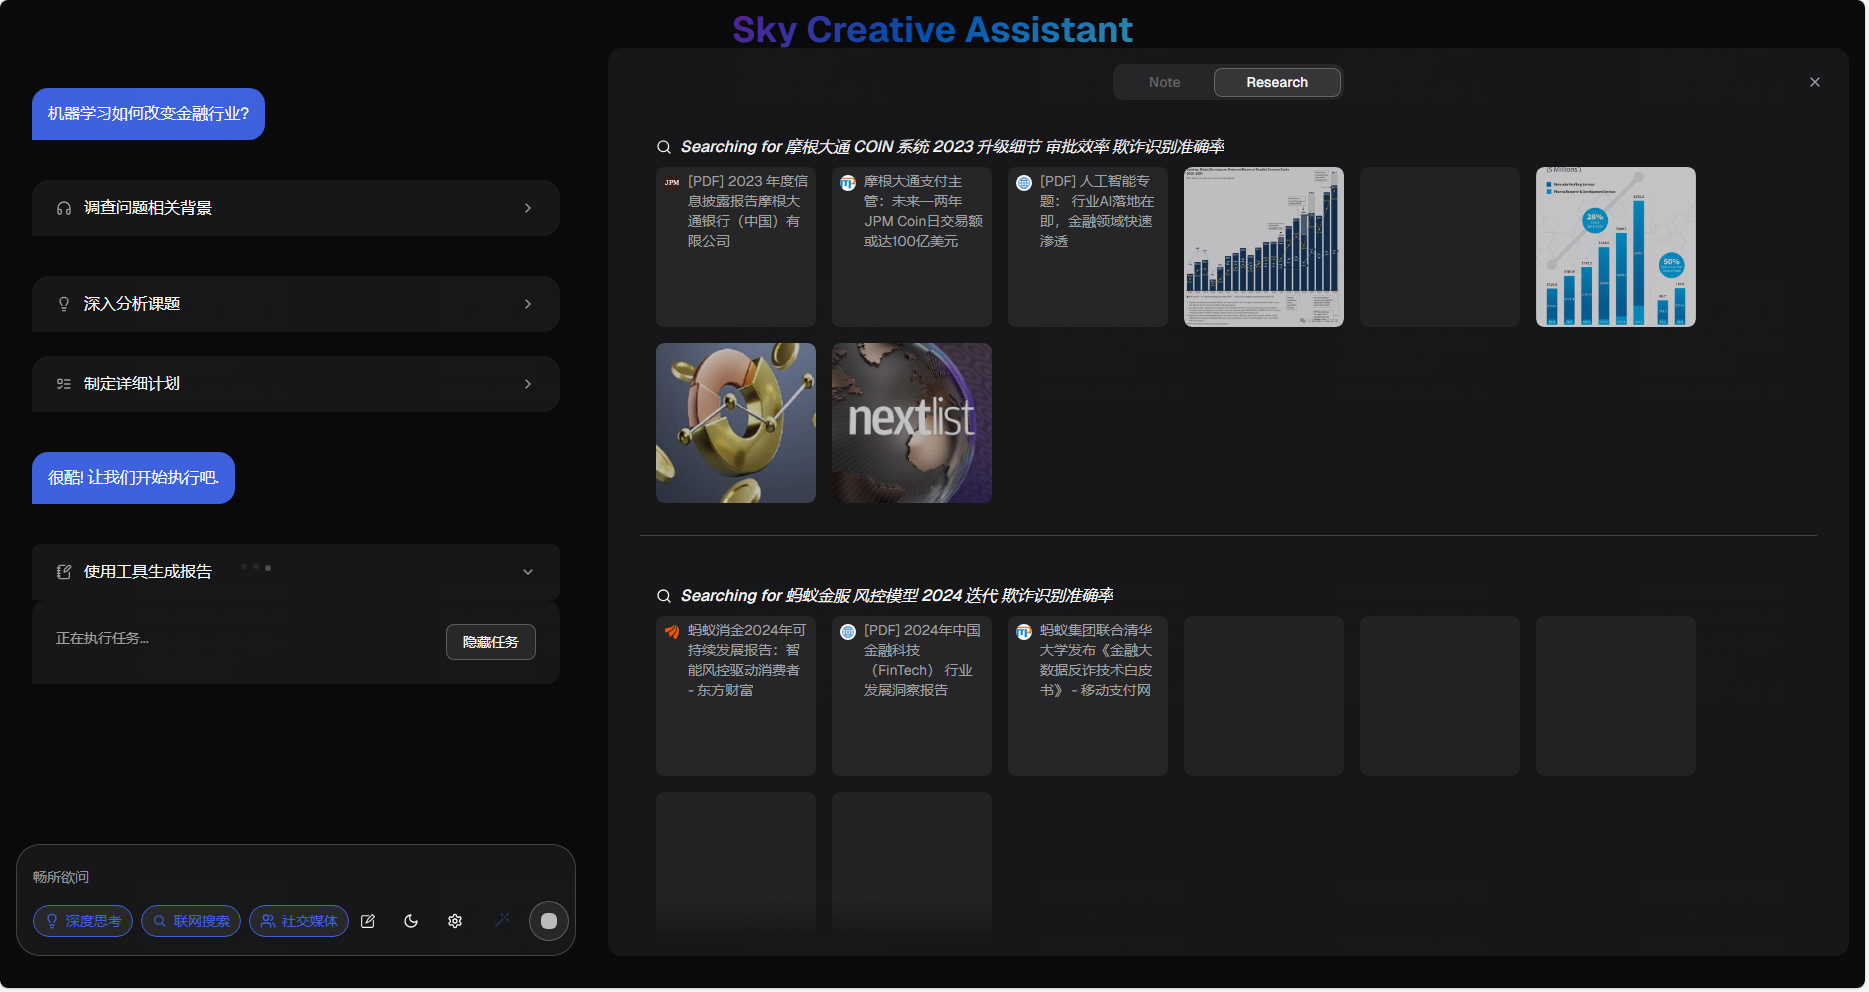 Sky Creative Assistant
机器学习如何改变金融行业?
调查问题相关背景
深入分析课题
制定详细计划
很酷! 让我们开始执行吧.
使用工具生成报告
正在执行任务...
隐藏任务
畅所欲问
深度思考
联网搜索
社交媒体
Note
Research
Searching for 摩根大通 COIN 系统 2023 升级细节 审批效率 欺诈识别准确率
JPM
[PDF] 2023 年度信
息披露报告摩根大
通银行（中国）有
限公司
摩根大通支付主
管：未来一两年
JPM Coin日交易额
或达100亿美元
[PDF] 人工智能专
题： 行业AI落地在
即，金融领域快速
渗透
($ Millions)
28%
50%
nextlist
Searching for 蚂蚁金服 风控模型 2024 迭代 欺诈识别准确率
蚂蚁消金2024年可
持续发展报告：智
能风控驱动消费者
- 东方财富
[PDF] 2024年中国
金融科技
（FinTech） 行业
发展洞察报告
蚂蚁集团联合清华
大学发布《金融大
数据反诈技术白皮
书》 - 移动支付网